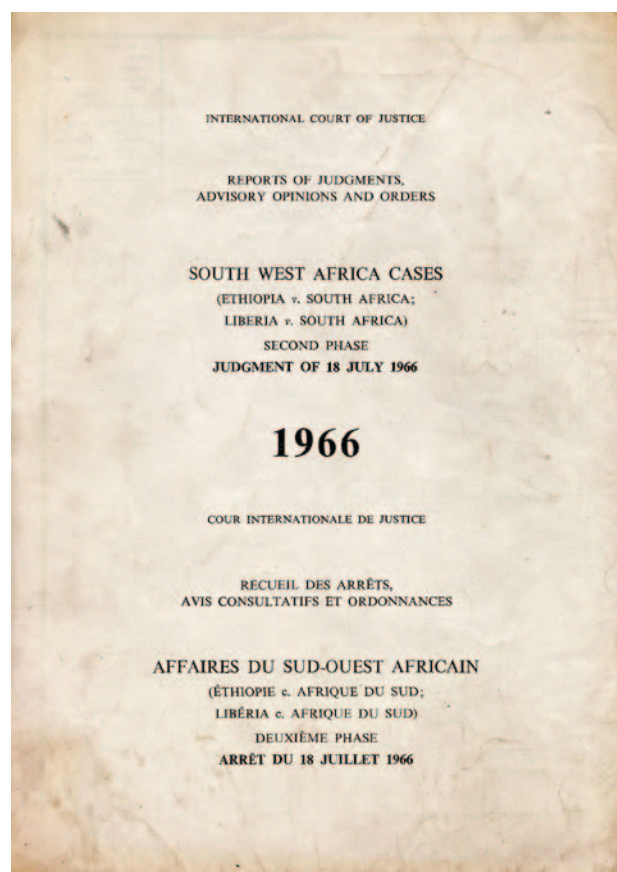 INTERNATIONAL COURT OF JUSTICE
REPORTS OF JUDGMENTS,
ADVISORY OPINIONS AND ORDERS
SOUTH WEST AFRICA CASES
(ETHIOPIA v. SOUTH AFRICA;
LIBERIA v. SOUTH AFRICA)
SECOND PHASE
JUDGMENT OF 18 JULY 1966
1966
COUR INTERNATIONALE DE JUSTICE
RECUEIL DES ARRÊTS,
AVIS CONSULTATIFS ET ORDONNANCES
AFFAIRES DU SUD-OUEST AFRICAIN
(ÉTHIOPIE c. AFRIQUE DU SUD;
LIBÉRIA c. AFRIQUE DU SUD)
DEUXIÈME PHASE
ARRÊT DU 18 JUILLET 1966